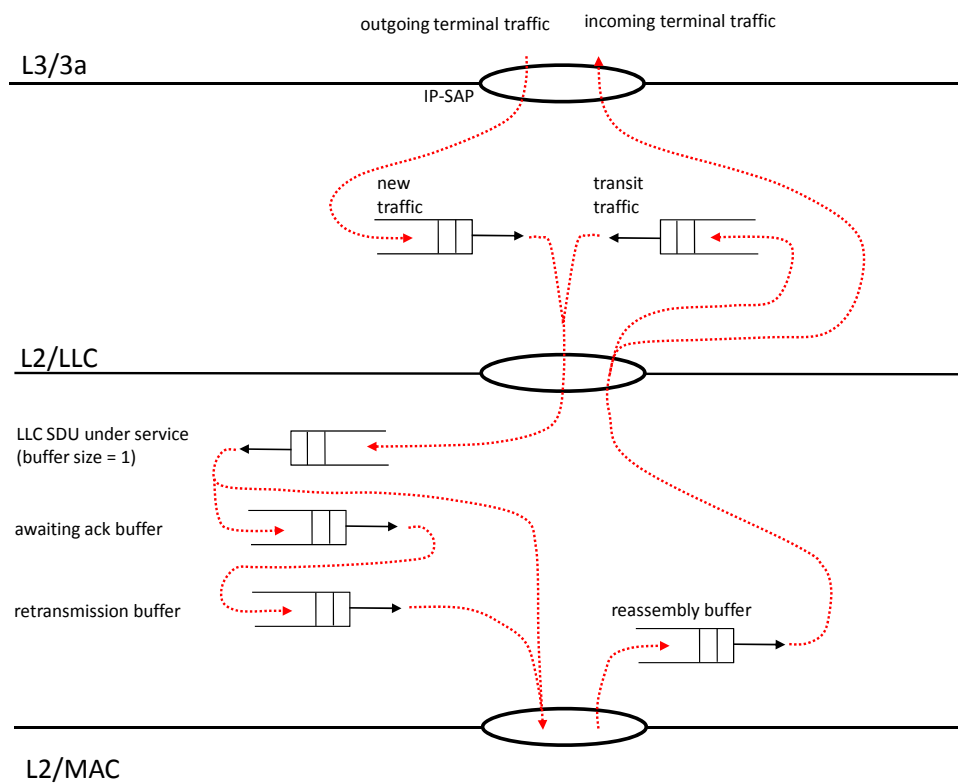 outgoing terminal traffic
incoming terminal traffic
L3/3a
IP-SAP
new
traffic
transit
traffic
L2/LLC
LLC SDU under service
(buffer size = 1)
awaiting ack buffer
retransmission buffer
reassembly buffer
L2/MAC